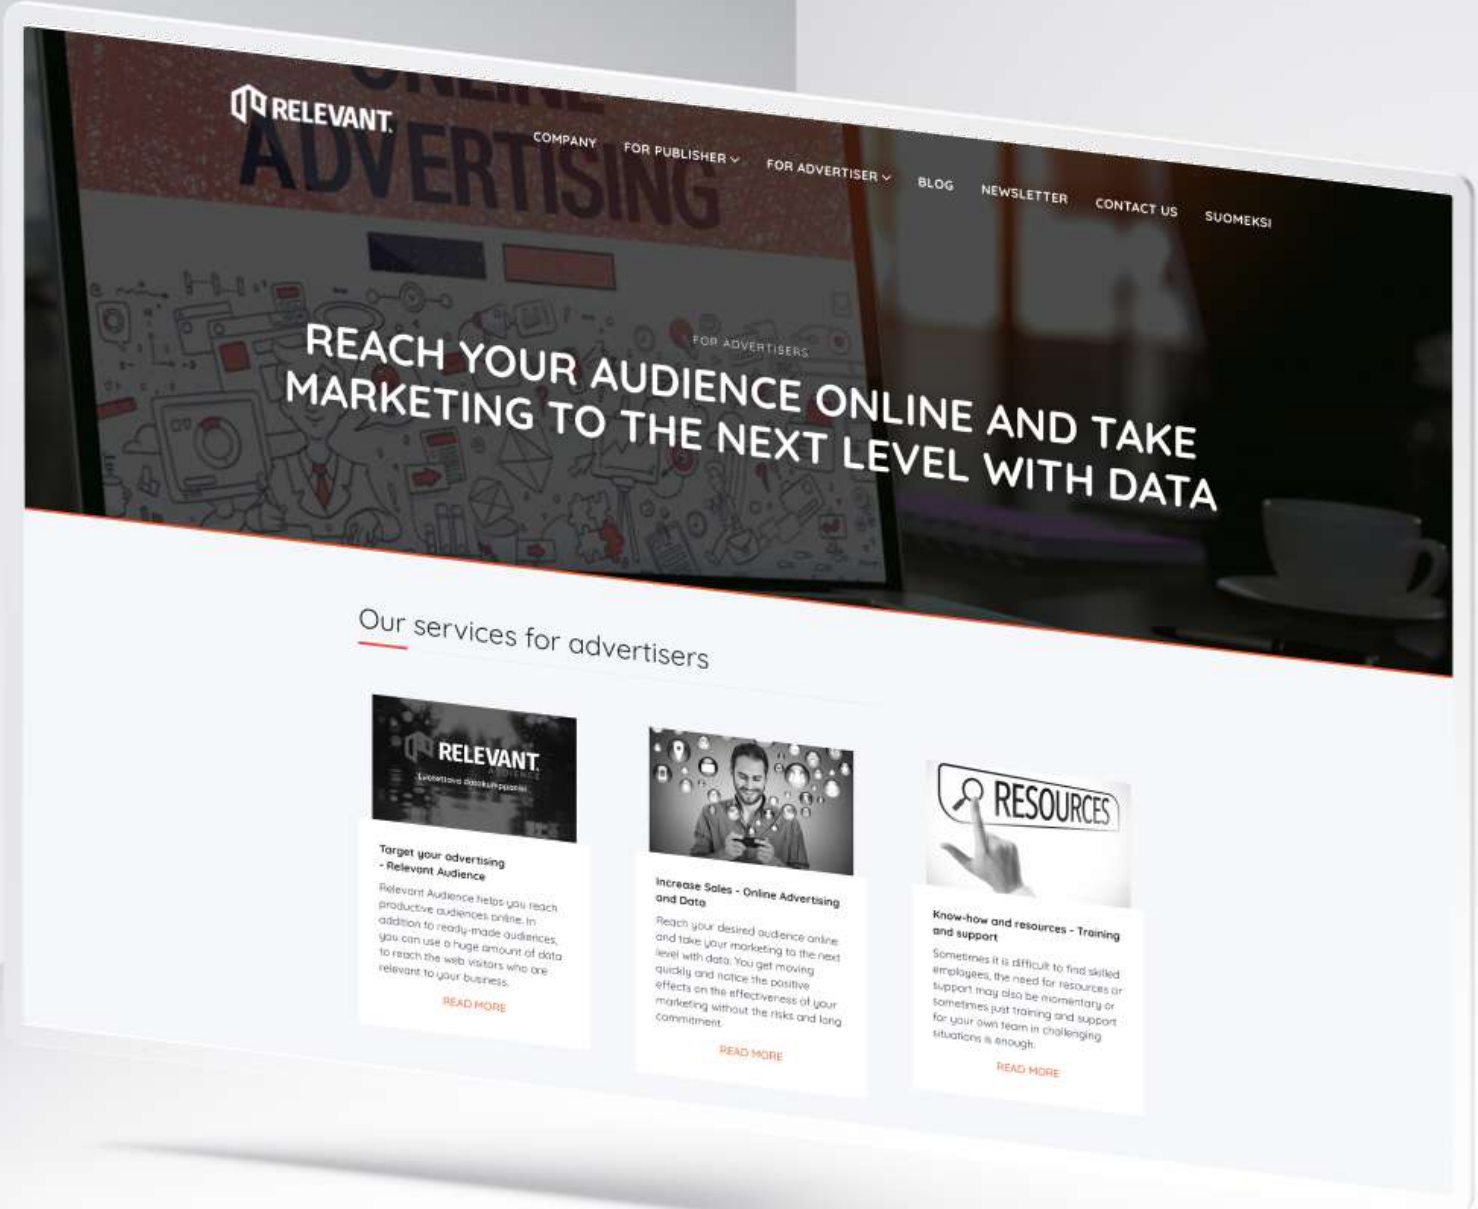 ONLINE
ADVERTISING
RELEVANT.
COMPANY
FOR PUBLISHER
FOR ADVERTISER
BLOG
NEWSLETTER
CONTACT US
SUOMEKSI
FOR ADVERTISERS
REACH YOUR AUDIENCE ONLINE AND TAKE
MARKETING TO THE NEXT LEVEL WITH DATA
Our services for advertisers
RELEVANT.
AUDIENCE
Luotettava datakumppanisi
Target your advertising
- Relevant Audience
Relevant Audience helps you reach
productive audiences online. In
addition to ready-made audiences,
you can use a huge amount of data
to reach the web visitors who are
relevant to your business.
READ MORE
Increase Sales - Online Advertising
and Data
Reach your desired audience online
and take your marketing to the next
level with data. You get moving
quickly and notice the positive
effects on the effectiveness of your
marketing without the risks and long
commitment.
READ MORE
RESOURCES
Know-how and resources - Training
and support
Sometimes it is difficult to find skilled
employees, the need for resources or
support may also be momentary or
sometimes just training and support
for your own team in challenging
situations is enough.
READ MORE